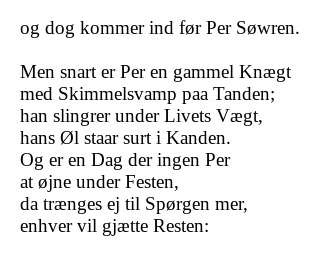 og dog kommer ind før Per Søwren.

Men snart er Per en gammel Knægt
med Skimmelsvamp paa Tanden;
han slingrer under Livets Vægt,
hans Øl staar surt i Kanden.
Og er en Dag der ingen Per
at øjne under Festen,
da trænges ej til Spørgen mer,
enhver vil gjætte Resten: